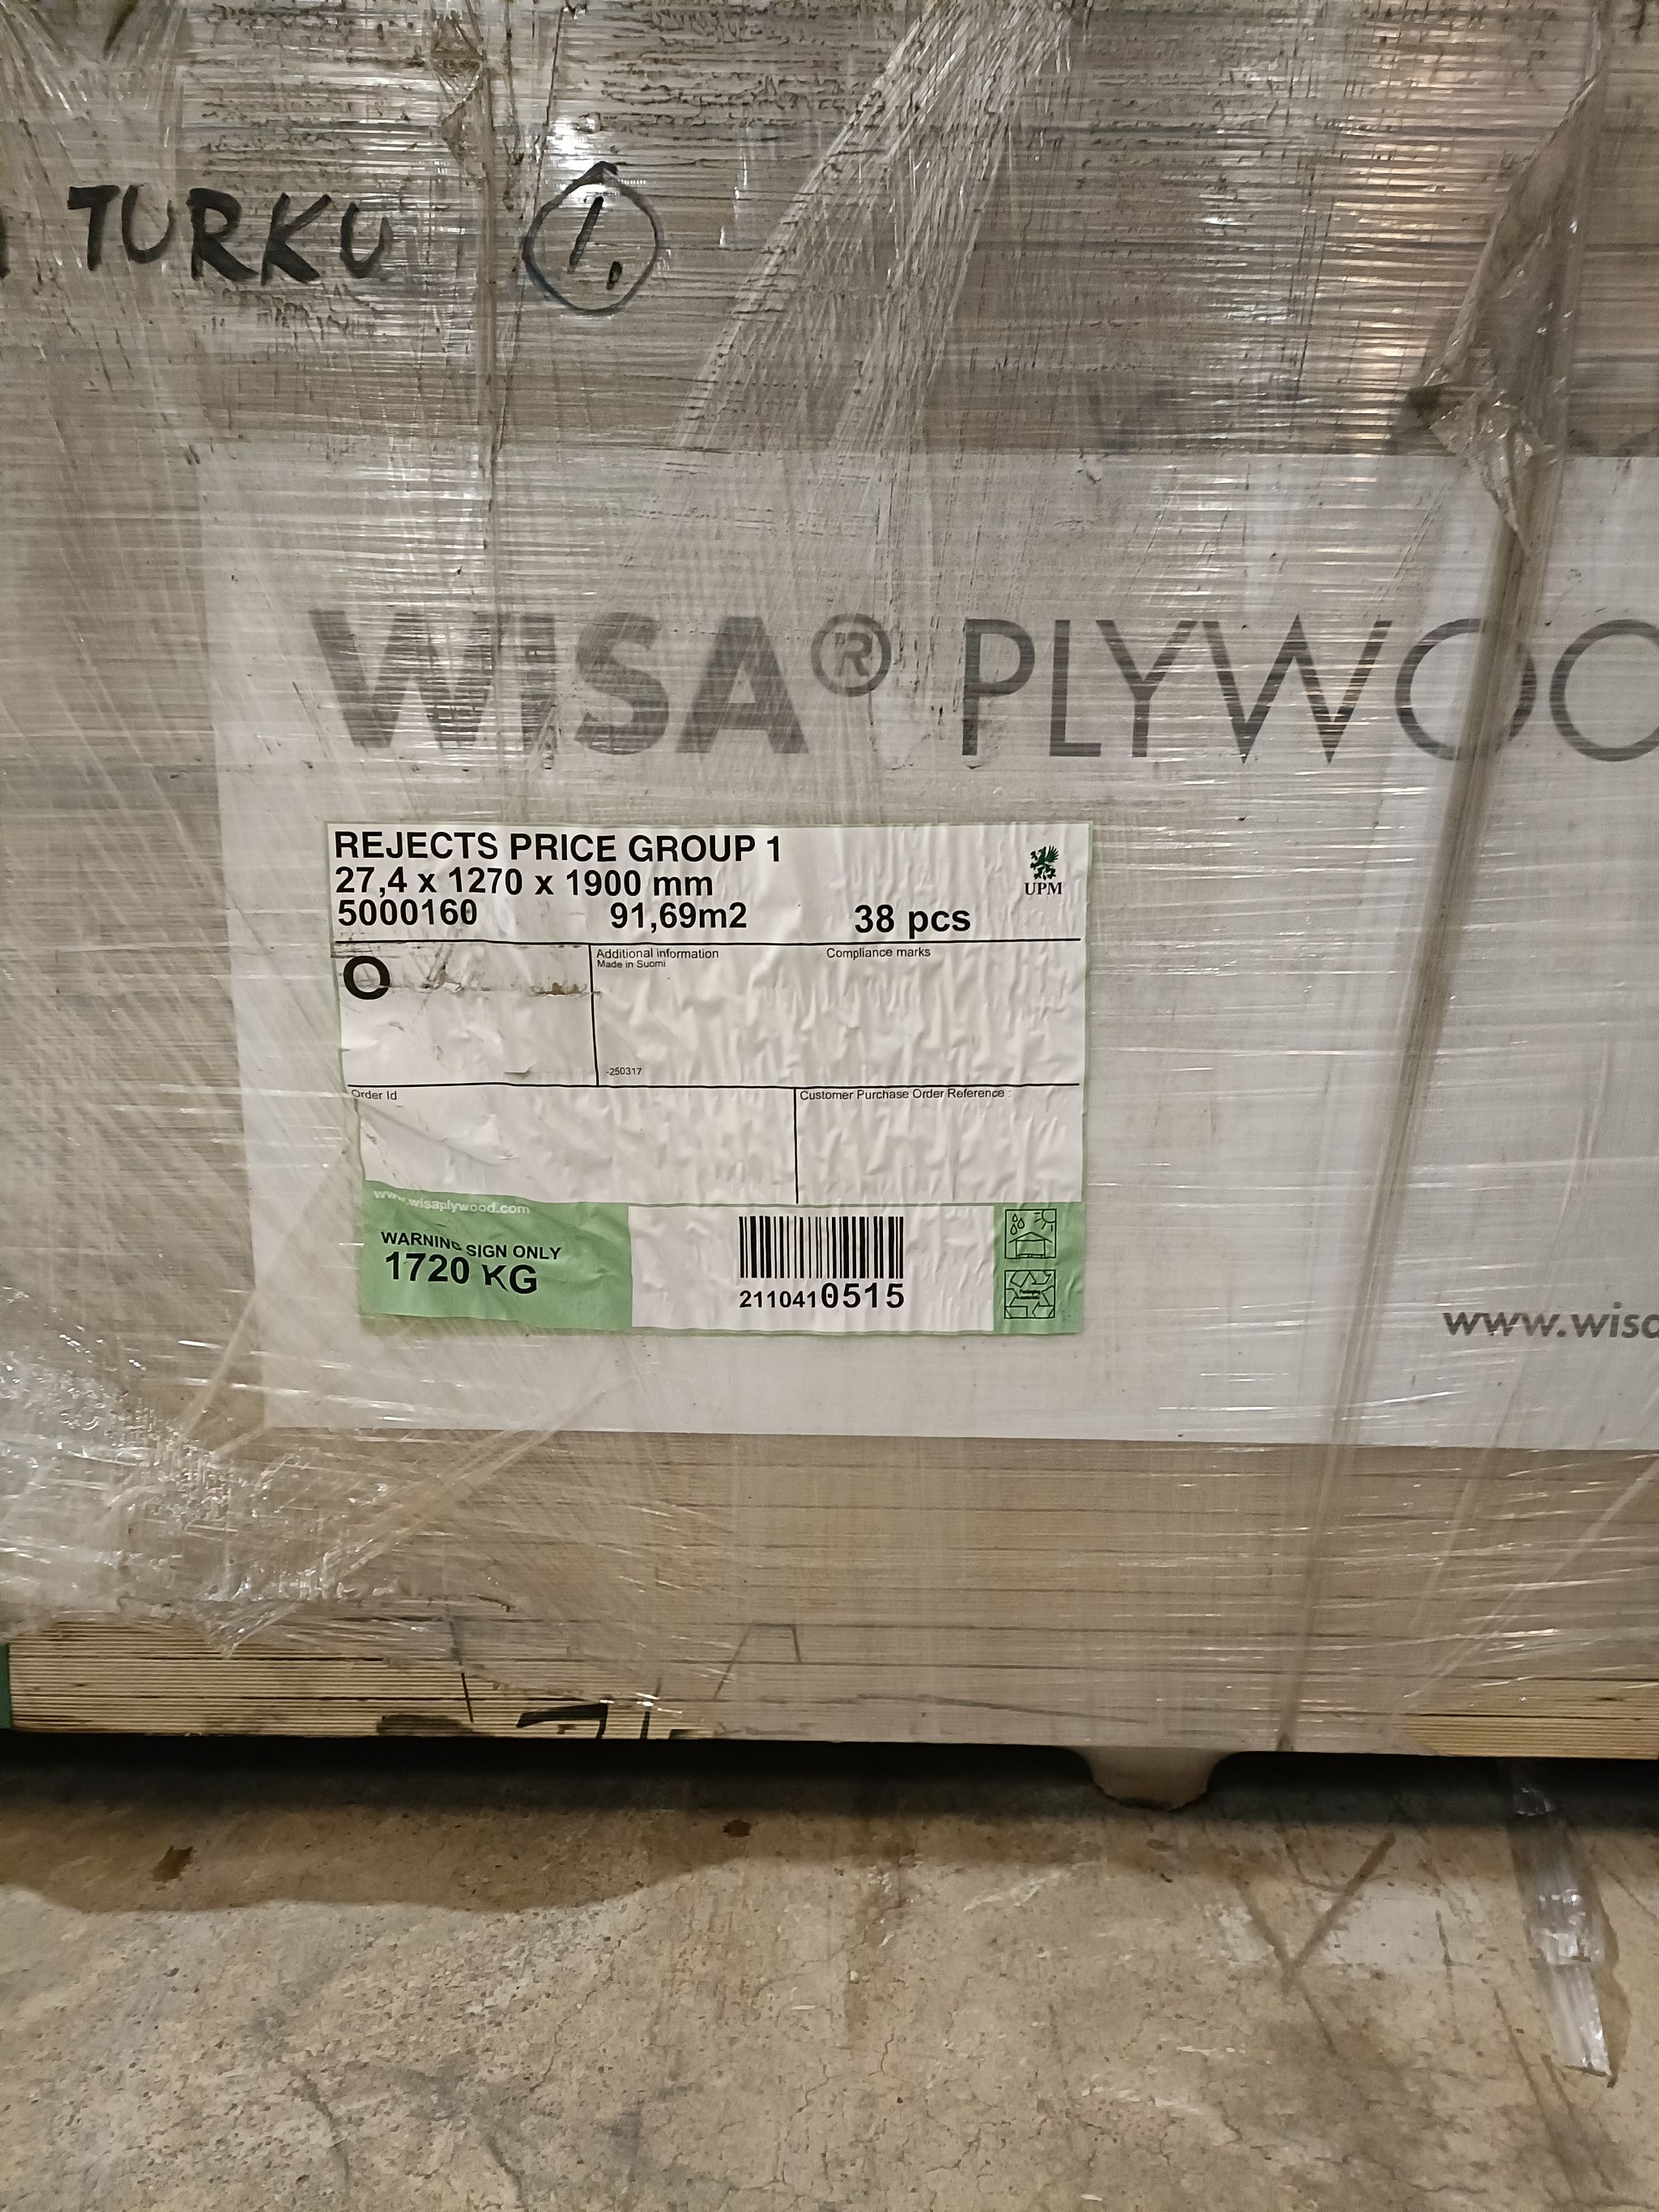 TURKU 1.
WISA® PLYWOO
REJECTS PRICE GROUP 1
27,4 x 1270 x 1900 mm
UPM
5000160 91,69m2 38 pcs
O
Additional information
Made in Suomi
Compliance marks
-250317
Order Id
Customer Purchase Order Reference :
www.wisaplywood.com
WARNING SIGN ONLY
1720 KG
2110410515
www.wisa